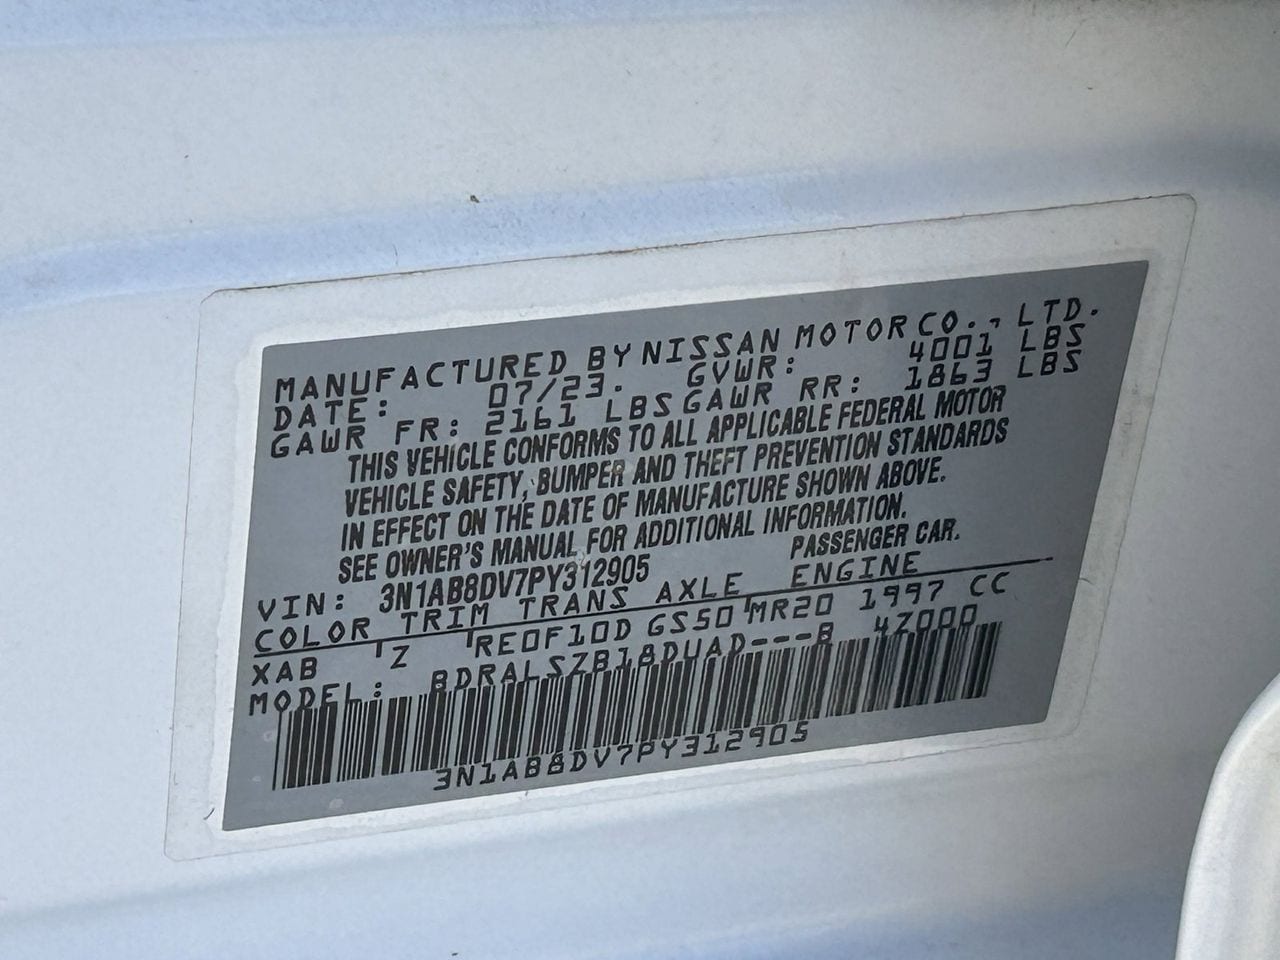 MANUFACTURED BY NISSAN MOTOR CO., LTD.
DATE: 07/23. GVWR: 4001 LBS
GAWR FR: 2161 LBS GAWR RR: 1863 LBS
THIS VEHICLE CONFORMS TO ALL APPLICABLE FEDERAL MOTOR
VEHICLE SAFETY, BUMPER AND THEFT PREVENTION STANDARDS
IN EFFECT ON THE DATE OF MANUFACTURE SHOWN ABOVE.
SEE OWNER'S MANUAL FOR ADDITIONAL INFORMATION.
VIN: 3N1AB8DV7PY312905 PASSENGER CAR.
COLOR TRIM TRANS AXLE ENGINE
XAB Z RE0F10D GS50 MR20 1997 CC
MODEL: BDRALSZB18DUAD---B 4Z000
3N1AB8DV7PY312905